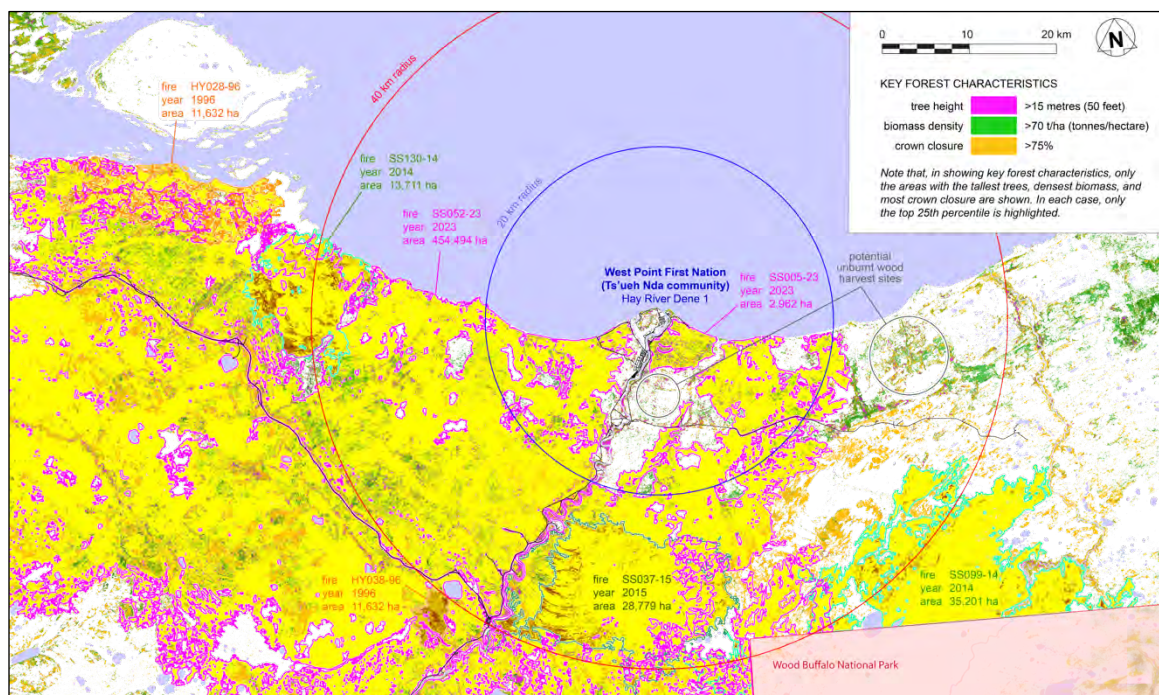 fire HY028-96
year 1996
area 11,632 ha
40 km radius
fire SS130-14
year 2014
area 13,711 ha
fire SS052-23
year 2023
area 454,494 ha
20 km radius
West Point First Nation
(Ts'ueh Nda community)
Hay River Dene 1
fire SS005-23
year 2023
area 2,962 ha
potential
unburnt wood
harvest sites
0 10 20 km
N
KEY FOREST CHARACTERISTICS
tree height >15 metres (50 feet)
biomass density >70 t/ha (tonnes/hectare)
crown closure >75%
Note that, in showing key forest characteristics, only
the areas with the tallest trees, densest biomass, and
most crown closure are shown. In each case, only
the top 25th percentile is highlighted.
fire HY038-96
year 1996
area 11,632 ha
fire SS037-15
year 2015
area 28,779 ha
fire SS099-14
year 2014
area 35,201 ha
Wood Buffalo National Park